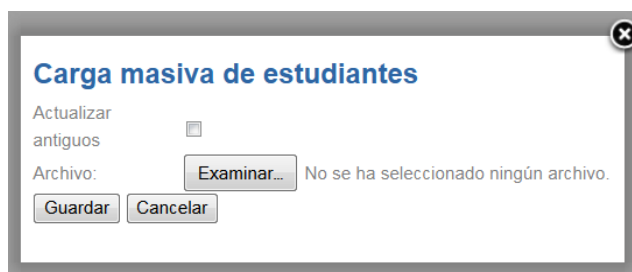 Carga masiva de estudiantes
Actualizar
antiguos
Archivo: Examinar... No se ha seleccionado ningún archivo.
Guardar Cancelar